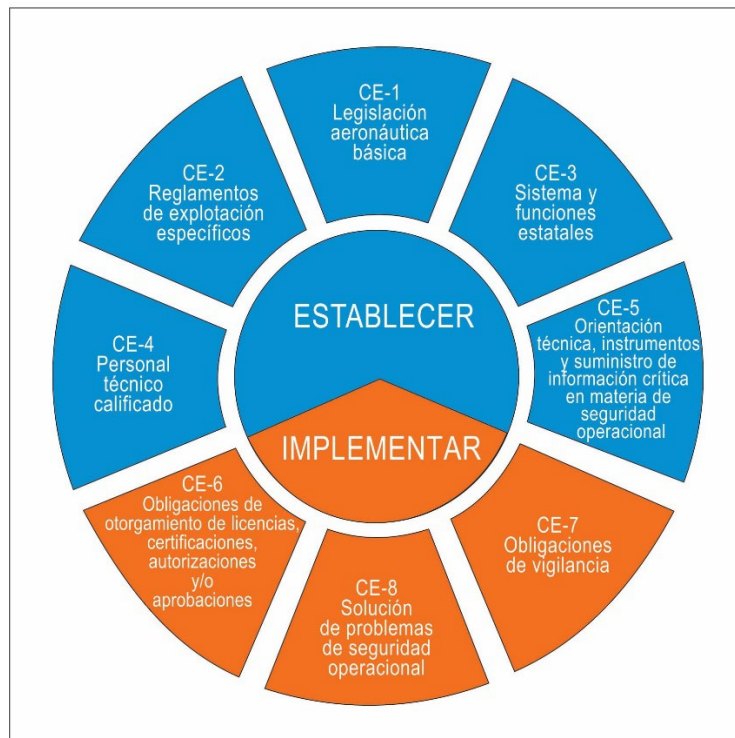 CE-1
Legislación
aeronáutica
básica
CE-2
Reglamentos
de explotación
específicos
CE-3
Sistema y
funciones
estatales
CE-4
Personal
técnico
calificado
CE-5
Orientación
técnica, instrumentos
y suministro de
información crítica
en materia de
seguridad
operacional
ESTABLECER
IMPLEMENTAR
CE-6
Obligaciones de
otorgamiento de licencias,
certificaciones,
autorizaciones
y/o
aprobaciones
CE-7
Obligaciones
de vigilancia
CE-8
Solución
de problemas
de seguridad
operacional